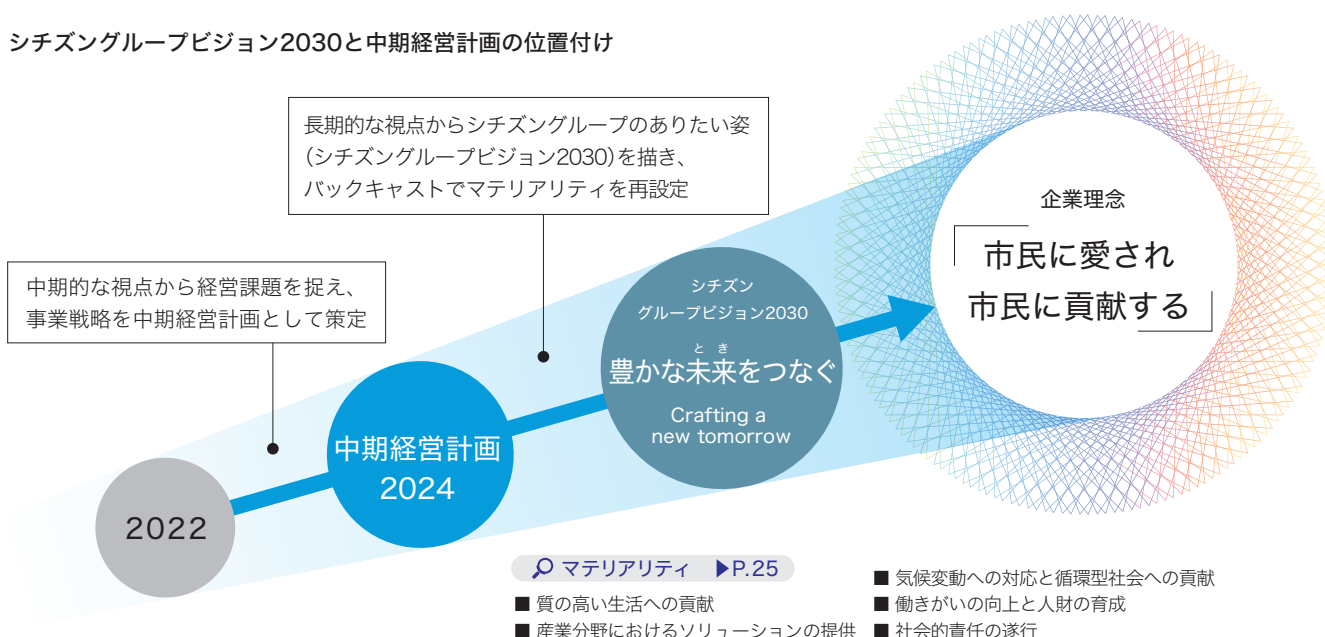 シチズングループビジョン2030と中期経営計画の位置付け
長期的な視点からシチズングループのありたい姿
(シチズングループビジョン2030)を描き、
バックキャストでマテリアリティを再設定
中期的な視点から経営課題を捉え、
事業戦略を中期経営計画として策定
2022
中期経営計画
2024
シチズン
グループビジョン2030
とき
豊かな未来をつなぐ
Crafting a
new tomorrow
企業理念
「市民に愛され
市民に貢献する」
マテリアリティ ▶P.25
■ 質の高い生活への貢献
■ 産業分野におけるソリューションの提供
■ 気候変動への対応と循環型社会への貢献
■ 働きがいの向上と人財の育成
■ 社会的責任の遂行